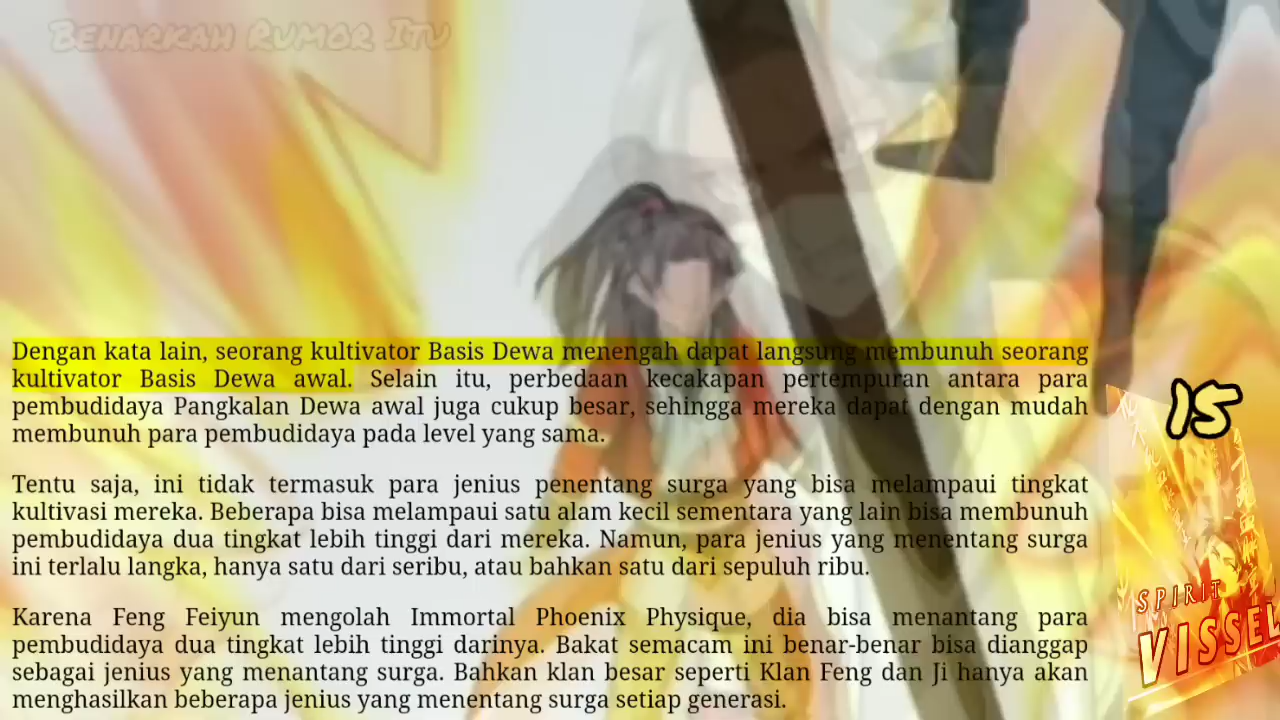 Benarkah Rumor Itu
Dengan kata lain, seorang kultivator Basis Dewa menengah dapat langsung membunuh seorang
kultivator Basis Dewa awal. Selain itu, perbedaan kecakapan pertempuran antara para
pembudidaya Pangkalan Dewa awal juga cukup besar, sehingga mereka dapat dengan mudah
membunuh para pembudidaya pada level yang sama.
Tentu saja, ini tidak termasuk para jenius penentang surga yang bisa melampaui tingkat
kultivasi mereka. Beberapa bisa melampaui satu alam kecil sementara yang lain bisa membunuh
pembudidaya dua tingkat lebih tinggi dari mereka. Namun, para jenius yang menentang surga
ini terlalu langka, hanya satu dari seribu, atau bahkan satu dari sepuluh ribu.
Karena Feng Feiyun mengolah Immortal Phoenix Physique, dia bisa menantang para
pembudidaya dua tingkat lebih tinggi darinya. Bakat semacam ini benar-benar bisa dianggap
sebagai jenius yang menantang surga. Bahkan klan besar seperti Klan Feng dan Ji hanya akan
menghasilkan beberapa jenius yang menentang surga setiap generasi.
15
SPIRIT
VISSEL